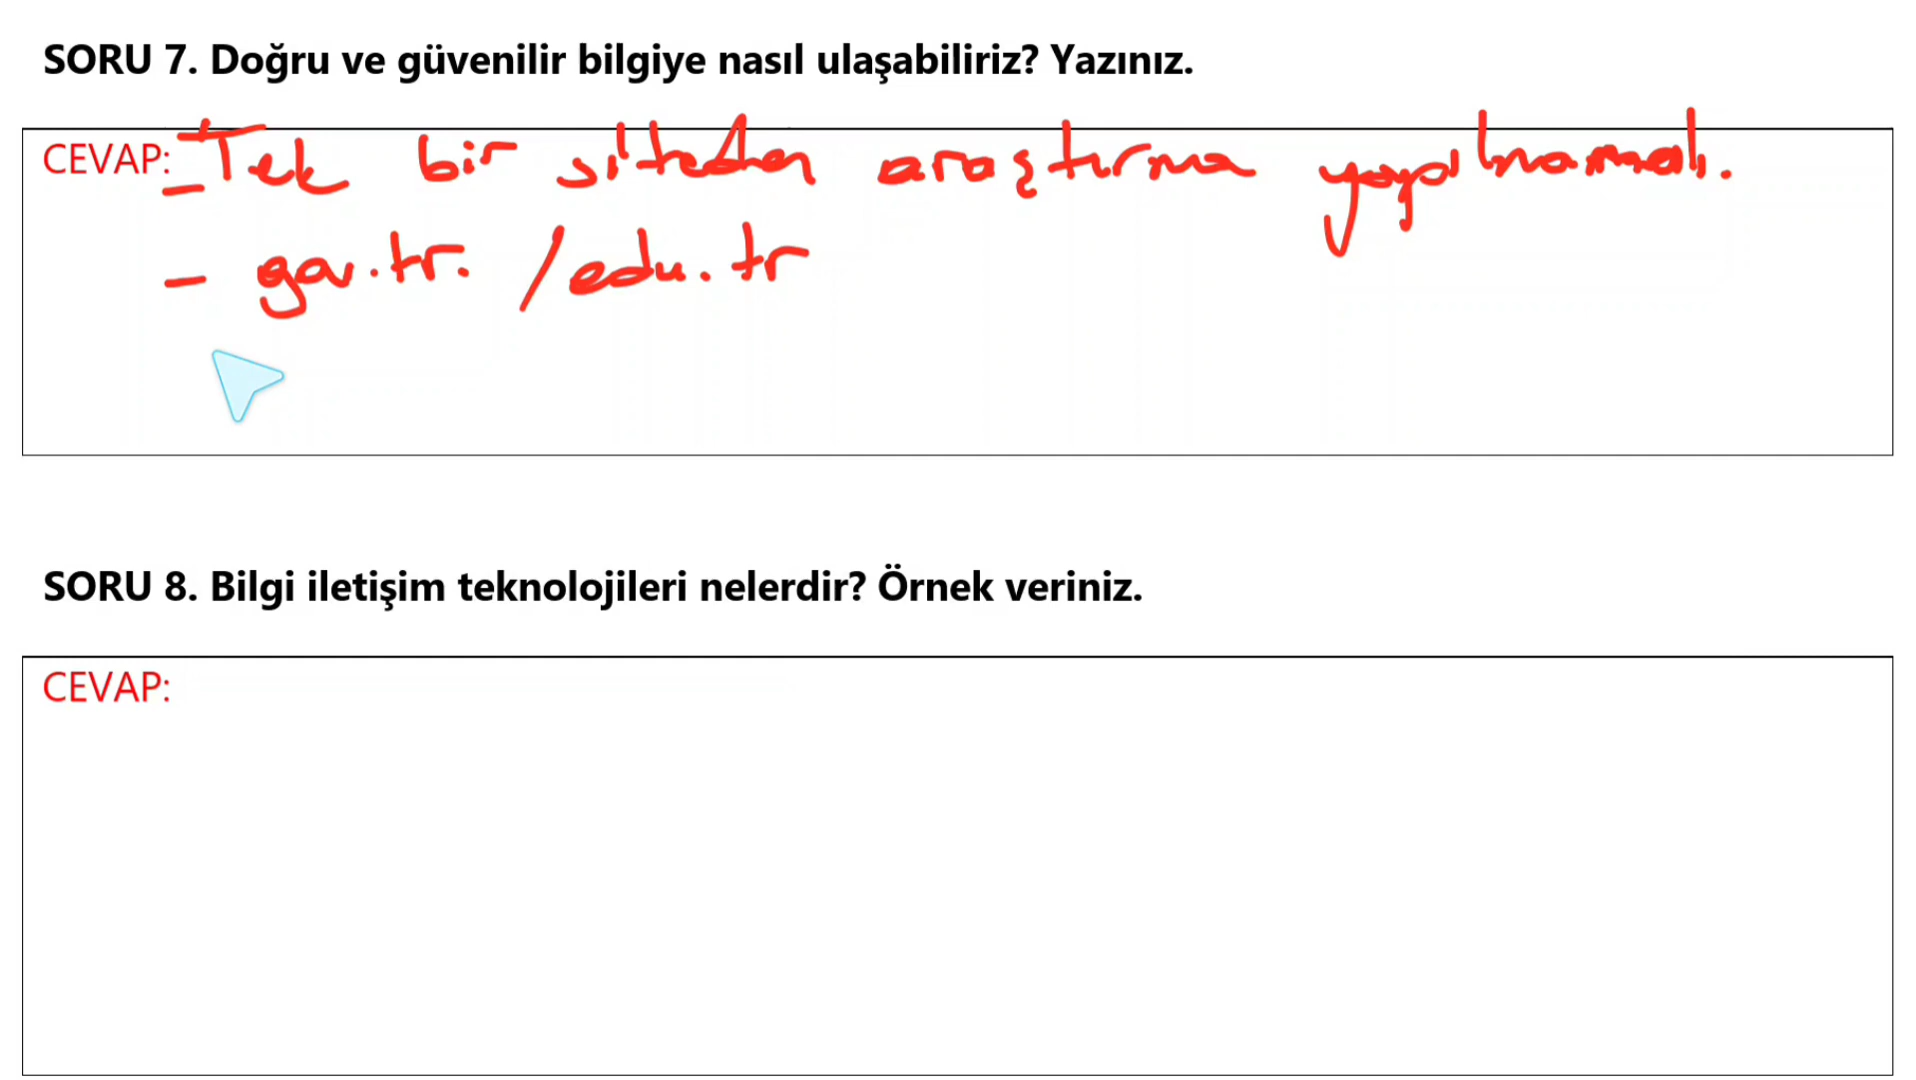 SORU 7. Doğru ve güvenilir bilgiye nasıl ulaşabiliriz? Yazınız.
CEVAP: - Tek bir siteden araştırma yapılmamalı.
- gov.tr. / edu.tr
SORU 8. Bilgi iletişim teknolojileri nelerdir? Örnek veriniz.
CEVAP: